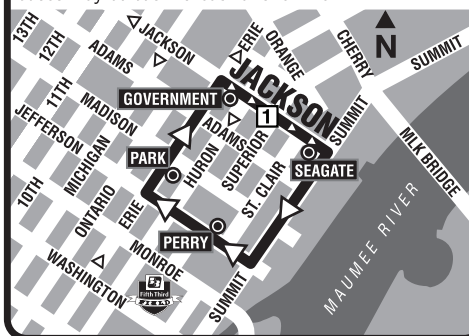 13TH
12TH
11TH
10TH
ADAMS
JACKSON
ERIE
ORANGE
CHERRY
N
SUMMIT
GOVERNMENT
JACKSON
1
ADAMS
MADISON
JEFFERSON
MICHIGAN
ONTARIO
ERIE
PARK
HURON
SUPERIOR
ST. CLAIR
SUMMIT
SEAGATE
MLK BRIDGE
PERRY
MONROE
WASHINGTON
Fifth Third
FIELD
SUMMIT
MAUMEE RIVER